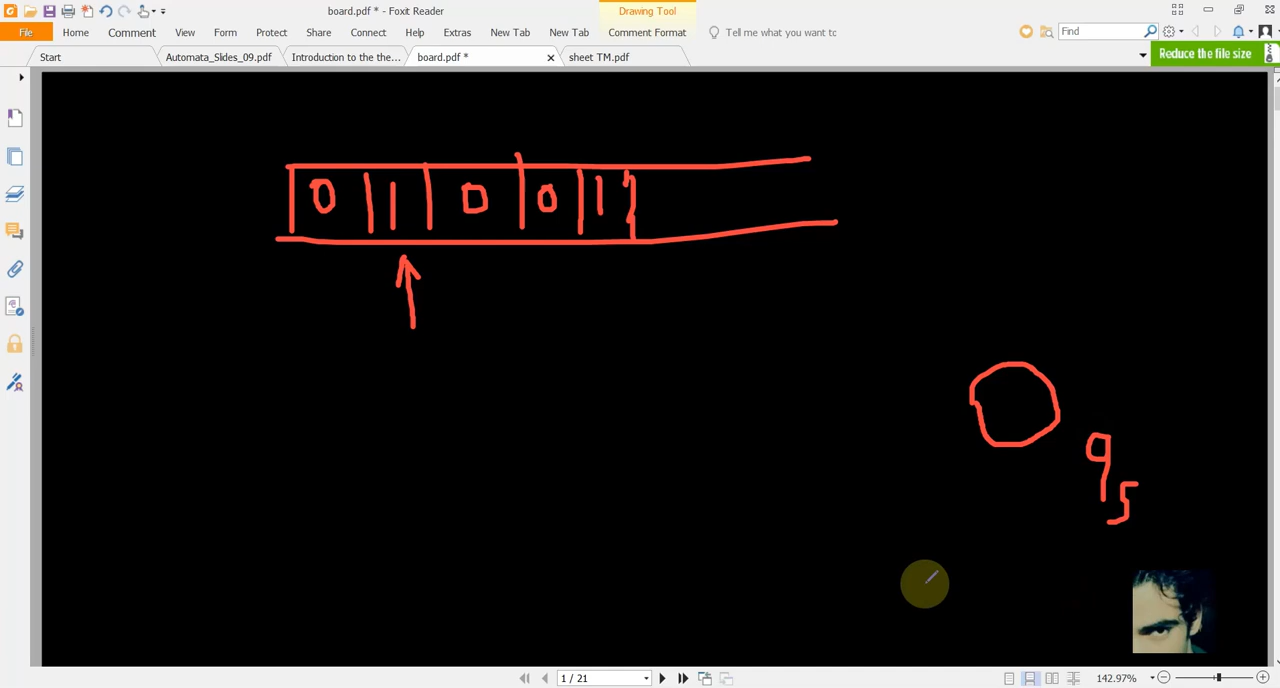 board.pdf * - Foxit Reader
Drawing Tool
File Home Comment View Form Protect Share Connect Help Extras New Tab New Tab Comment Format Tell me what you want to Find
Start Automata_Slides_09.pdf Introduction to the the... board.pdf * sheet TM.pdf Reduce the file size
0 1 0 0 1
q5
1 / 21 142.97%